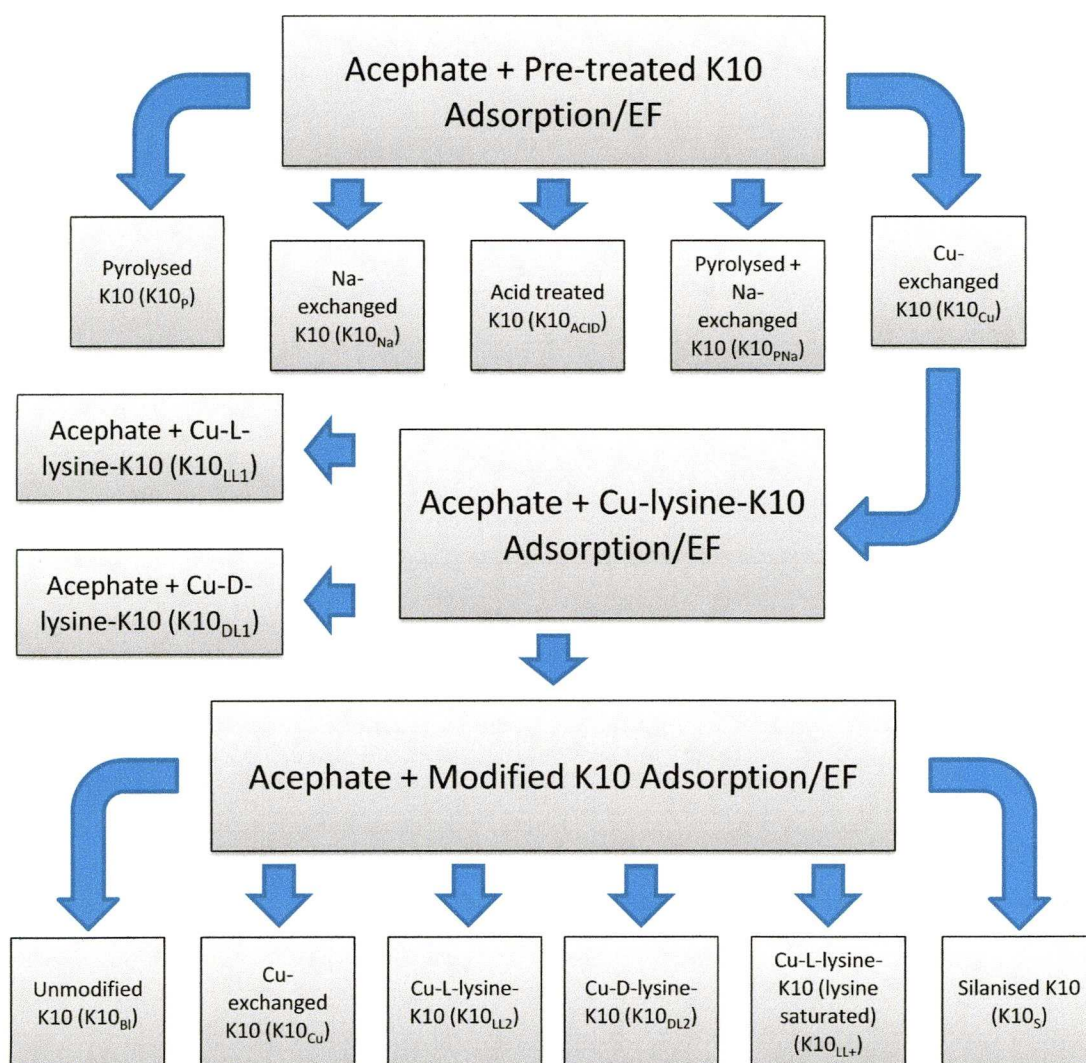 Acephate + Pre-treated K10
Adsorption/EF
Pyrolysed
K10 (K10P)
Na-
exchanged
K10 (K10Na)
Acid treated
K10 (K10ACID)
Pyrolysed +
Na-
exchanged
K10 (K10PNa)
Cu-
exchanged
K10 (K10Cu)
Acephate + Cu-L-
lysine-K10 (K10LL1)
Acephate + Cu-lysine-K10
Adsorption/EF
Acephate + Cu-D-
lysine-K10 (K10DL1)
Acephate + Modified K10 Adsorption/EF
Unmodified
K10 (K10Bl)
Cu-
exchanged
K10 (K10Cu)
Cu-L-lysine-
K10 (K10LL2)
Cu-D-lysine-
K10 (K10DL2)
Cu-L-lysine-
K10 (lysine
saturated)
(K10LL+)
Silanised K10
(K10S)